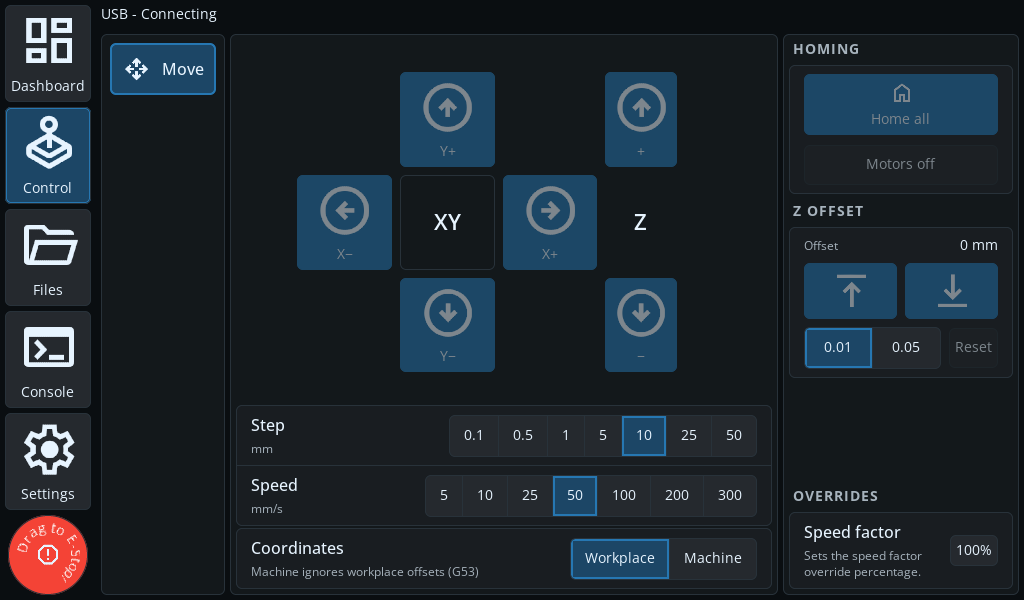 USB - Connecting
Dashboard
Control
Files
Console
Settings
Drag to E-Stop!
Move
Y+
X−
XY
X+
Y−
+
Z
−
Step
mm
0.1 0.5 1 5 10 25 50
Speed
mm/s
5 10 25 50 100 200 300
Coordinates
Machine ignores workplace offsets (G53)
Workplace Machine
HOMING
Home all
Motors off
Z OFFSET
Offset 0 mm
0.01 0.05 Reset
OVERRIDES
Speed factor
Sets the speed factor
override percentage.
100%